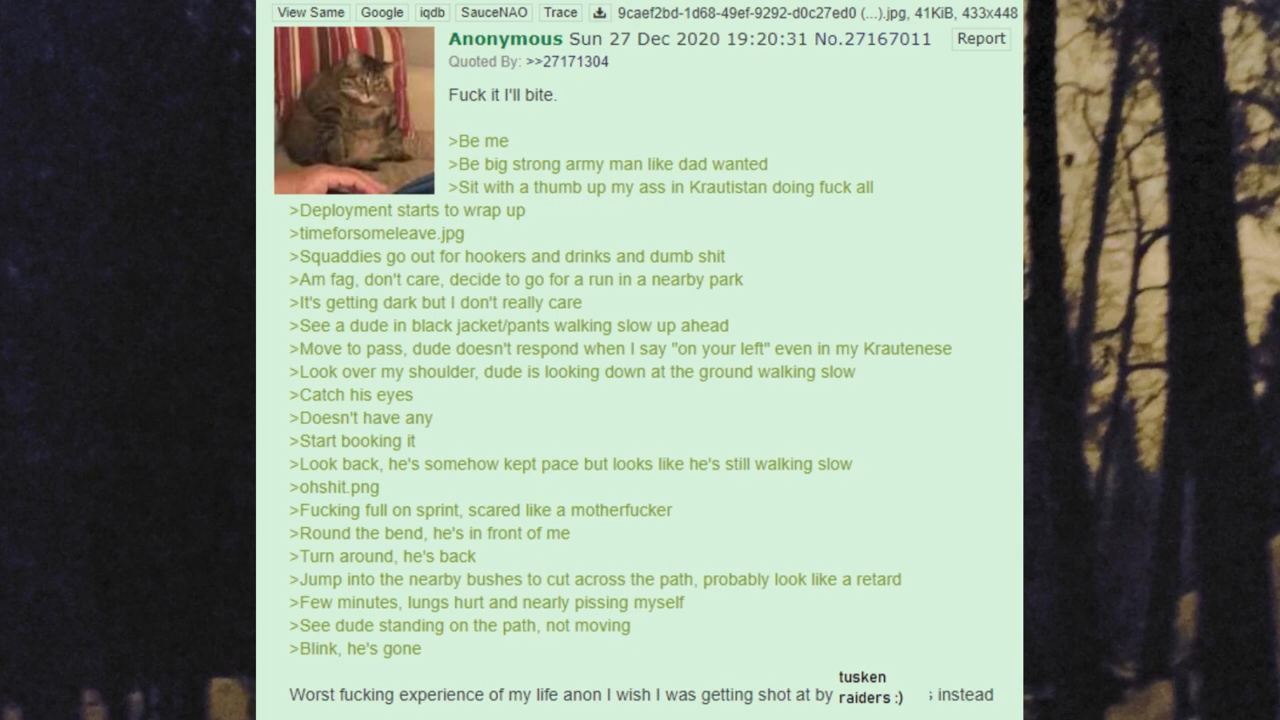 View Same Google iqdb SauceNAO Trace 9caef2bd-1d68-49ef-9292-d0c27ed0 (...).jpg, 41KiB, 433x448
Anonymous Sun 27 Dec 2020 19:20:31 No.27167011 Report
Quoted By: >>27171304
Fuck it I'll bite.
>Be me
>Be big strong army man like dad wanted
>Sit with a thumb up my ass in Krautistan doing fuck all
>Deployment starts to wrap up
>timeforsomeleave.jpg
>Squaddies go out for hookers and drinks and dumb shit
>Am fag, don't care, decide to go for a run in a nearby park
>It's getting dark but I don't really care
>See a dude in black jacket/pants walking slow up ahead
>Move to pass, dude doesn't respond when I say "on your left" even in my Krautenese
>Look over my shoulder, dude is looking down at the ground walking slow
>Catch his eyes
>Doesn't have any
>Start booking it
>Look back, he's somehow kept pace but looks like he's still walking slow
>ohshit.png
>Fucking full on sprint, scared like a motherfucker
>Round the bend, he's in front of me
>Turn around, he's back
>Jump into the nearby bushes to cut across the path, probably look like a retard
>Few minutes, lungs hurt and nearly pissing myself
>See dude standing on the path, not moving
>Blink, he's gone
tusken
Worst fucking experience of my life anon I wish I was getting shot at by raiders :) instead